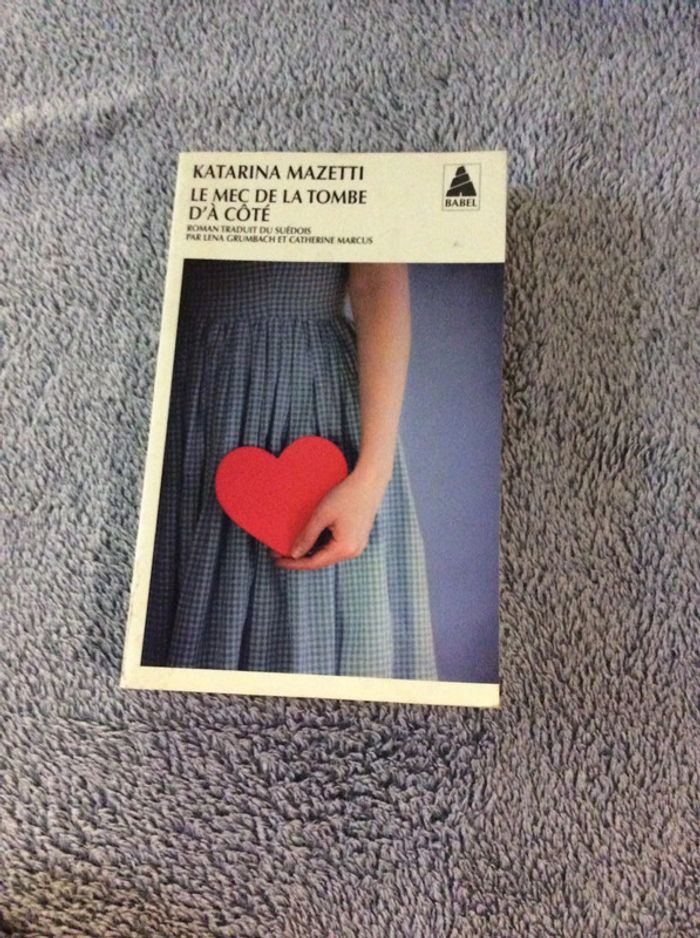 KATARINA MAZETTI
LE MEC DE LA TOMBE
D'À CÔTÉ
ROMAN TRADUIT DU SUÉDOIS
PAR LENA GRUMBACH ET CATHERINE MARCUS
BABEL